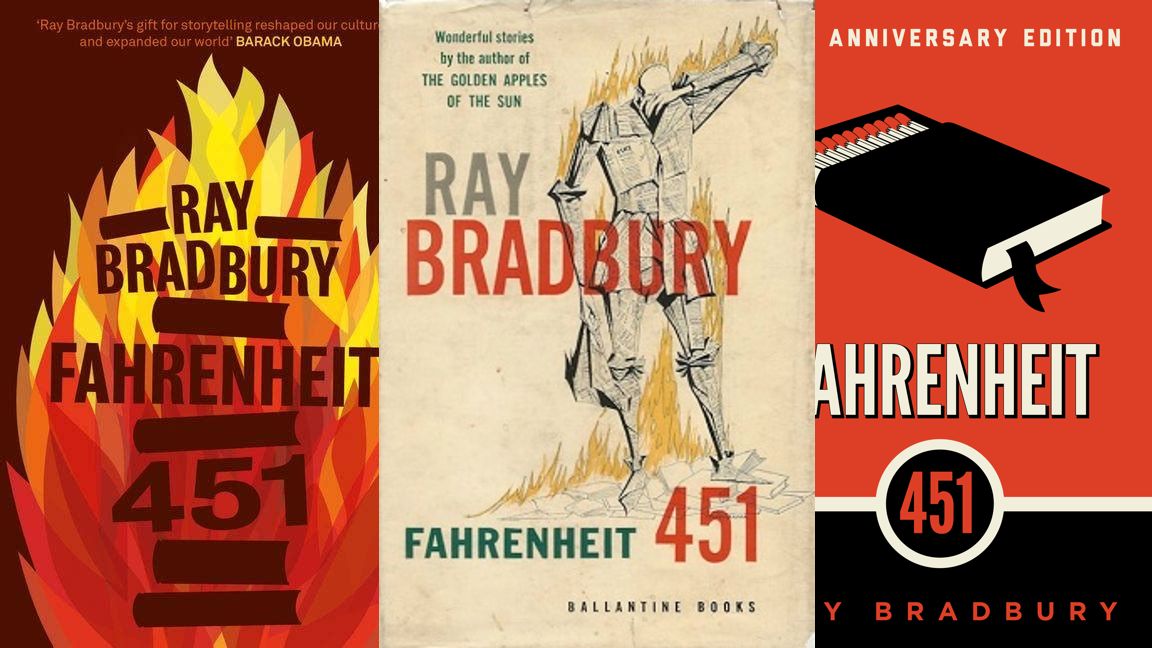 ‘Ray Bradbury’s gift for storytelling reshaped our cultur
and expanded our world’ BARACK OBAMA
RAY
BRADBURY
FAHRENHEIT
451
Wonderful stories
by the author of
THE GOLDEN APPLES
OF THE SUN
RAY
BRADBURY
FAHRENHEIT 451
BALLANTINE BOOKS
ANNIVERSARY EDITION
AHRENHEIT
451
Y BRADBURY